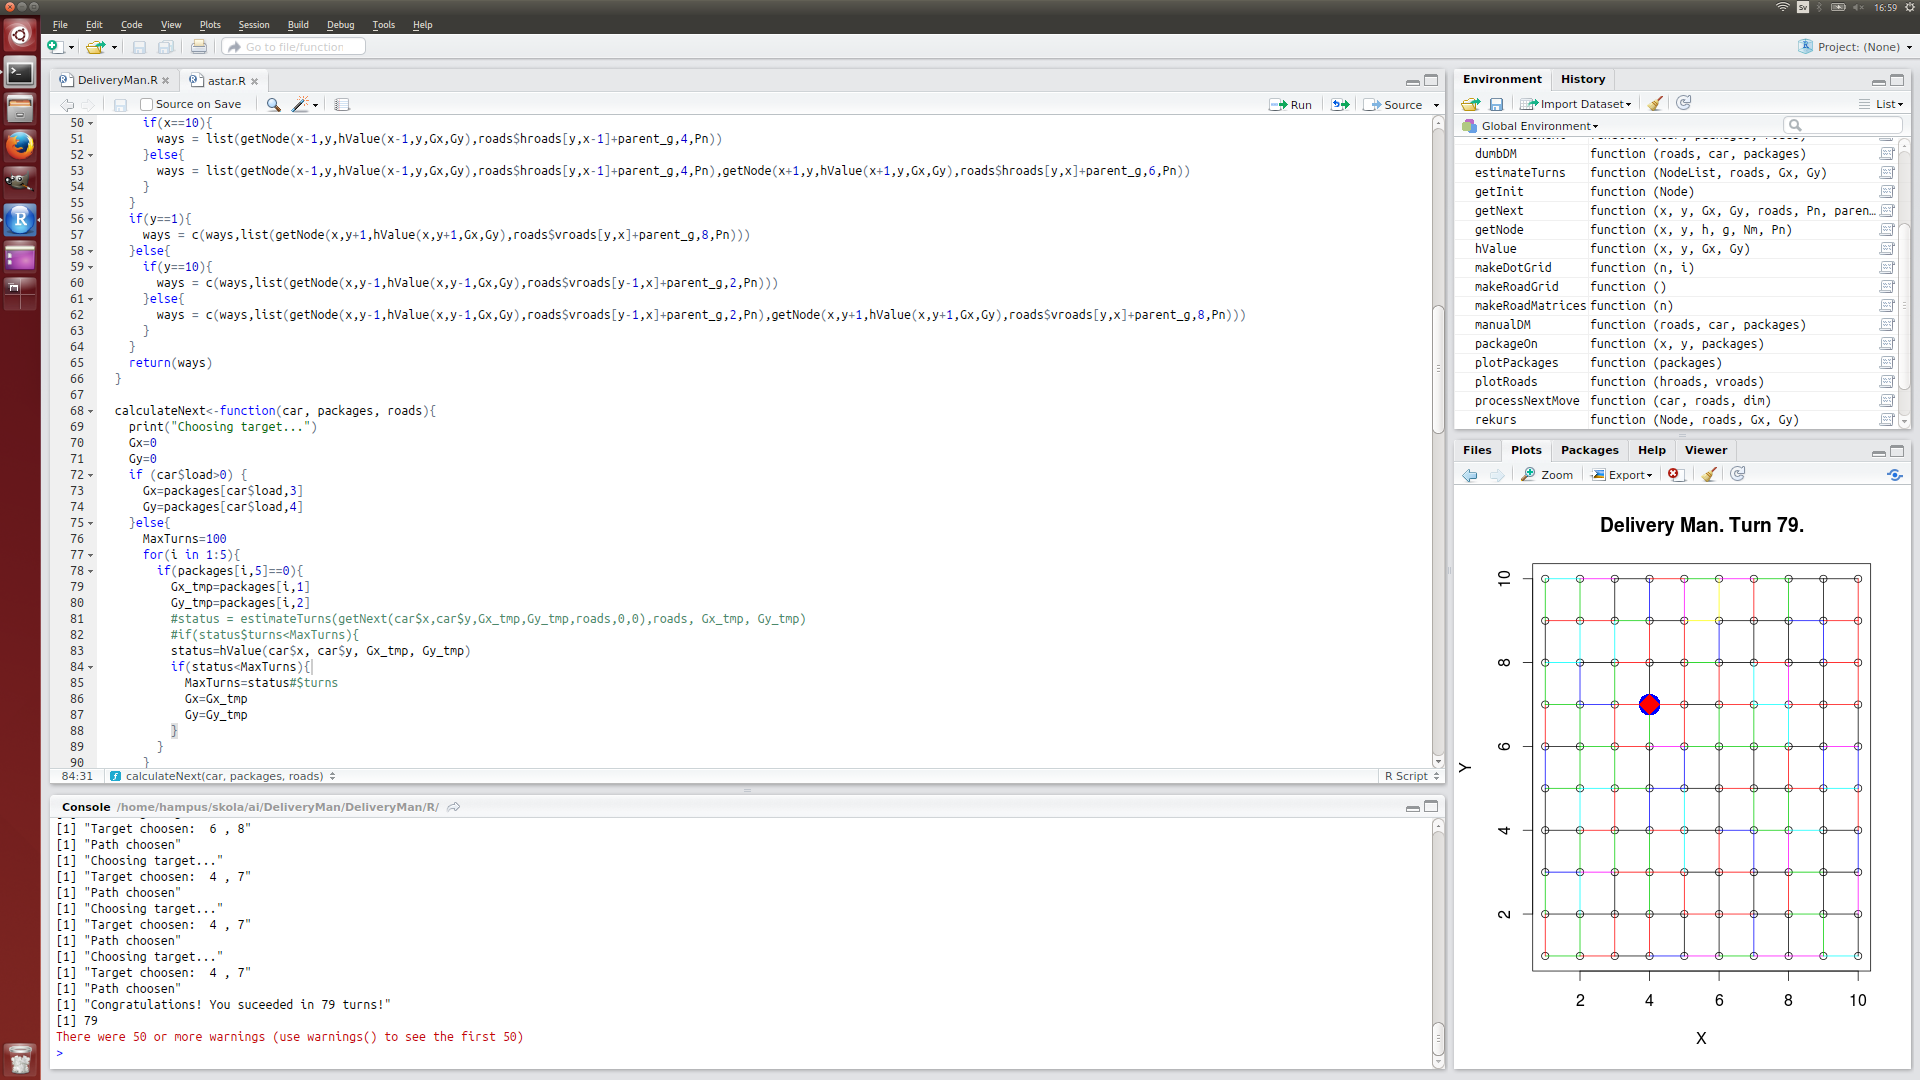 Sv
16:59
File Edit Code View Plots Session Build Debug Tools Help
Go to file/function
Project: (None)
DeliveryMan.R
astar.R
Source on Save
Run
Source
50 if(x==10){
51 ways = list(getNode(x-1,y,hValue(x-1,y,Gx,Gy),roads$hroads[y,x-1]+parent_g,4,Pn))
52 }else{
53 ways = list(getNode(x-1,y,hValue(x-1,y,Gx,Gy),roads$hroads[y,x-1]+parent_g,4,Pn),getNode(x+1,y,hValue(x+1,y,Gx,Gy),roads$hroads[y,x]+parent_g,6,Pn))
54 }
55 }
56 if(y==1){
57 ways = c(ways,list(getNode(x,y+1,hValue(x,y+1,Gx,Gy),roads$vroads[y,x]+parent_g,8,Pn)))
58 }else{
59 if(y==10){
60 ways = c(ways,list(getNode(x,y-1,hValue(x,y-1,Gx,Gy),roads$vroads[y-1,x]+parent_g,2,Pn)))
61 }else{
62 ways = c(ways,list(getNode(x,y-1,hValue(x,y-1,Gx,Gy),roads$vroads[y-1,x]+parent_g,2,Pn),getNode(x,y+1,hValue(x,y+1,Gx,Gy),roads$vroads[y,x]+parent_g,8,Pn)))
63 }
64 }
65 return(ways)
66 }
67
68 calculateNext<-function(car, packages, roads){
69 print("Choosing target...")
70 Gx=0
71 Gy=0
72 if (car$load>0) {
73 Gx=packages[car$load,3]
74 Gy=packages[car$load,4]
75 }else{
76 MaxTurns=100
77 for(i in 1:5){
78 if(packages[i,5]==0){
79 Gx_tmp=packages[i,1]
80 Gy_tmp=packages[i,2]
81 #status = estimateTurns(getNext(car$x,car$y,Gx_tmp,Gy_tmp,roads,0,0),roads, Gx_tmp, Gy_tmp)
82 #if(status$turns<MaxTurns){
83 status=hValue(car$x, car$y, Gx_tmp, Gy_tmp)
84 if(status<MaxTurns){
85 MaxTurns=status#$turns
86 Gx=Gx_tmp
87 Gy=Gy_tmp
88 }
89 }
90 }
84:31 calculateNext(car, packages, roads) R Script
Console /home/hampus/skola/ai/DeliveryMan/DeliveryMan/R/
[1] "Target choosen:  6 , 8"
[1] "Path choosen"
[1] "Choosing target..."
[1] "Target choosen:  4 , 7"
[1] "Path choosen"
[1] "Choosing target..."
[1] "Target choosen:  4 , 7"
[1] "Path choosen"
[1] "Choosing target..."
[1] "Target choosen:  4 , 7"
[1] "Path choosen"
[1] "Congratulations! You suceeded in 79 turns!"
[1] 79
There were 50 or more warnings (use warnings() to see the first 50)
>
Environment History
Import Dataset List
Global Environment
dumbDM function (roads, car, packages)
estimateTurns function (NodeList, roads, Gx, Gy)
getInit function (Node)
getNext function (x, y, Gx, Gy, roads, Pn, paren…
getNode function (x, y, h, g, Nm, Pn)
hValue function (x, y, Gx, Gy)
makeDotGrid function (n, i)
makeRoadGrid function ()
makeRoadMatrices function (n)
manualDM function (roads, car, packages)
packageOn function (x, y, packages)
plotPackages function (packages)
plotRoads function (hroads, vroads)
processNextMove function (car, roads, dim)
rekurs function (Node, roads, Gx, Gy)
Files Plots Packages Help Viewer
Zoom Export
Delivery Man. Turn 79.
10
8
6
4
2
Y
2 4 6 8 10
X